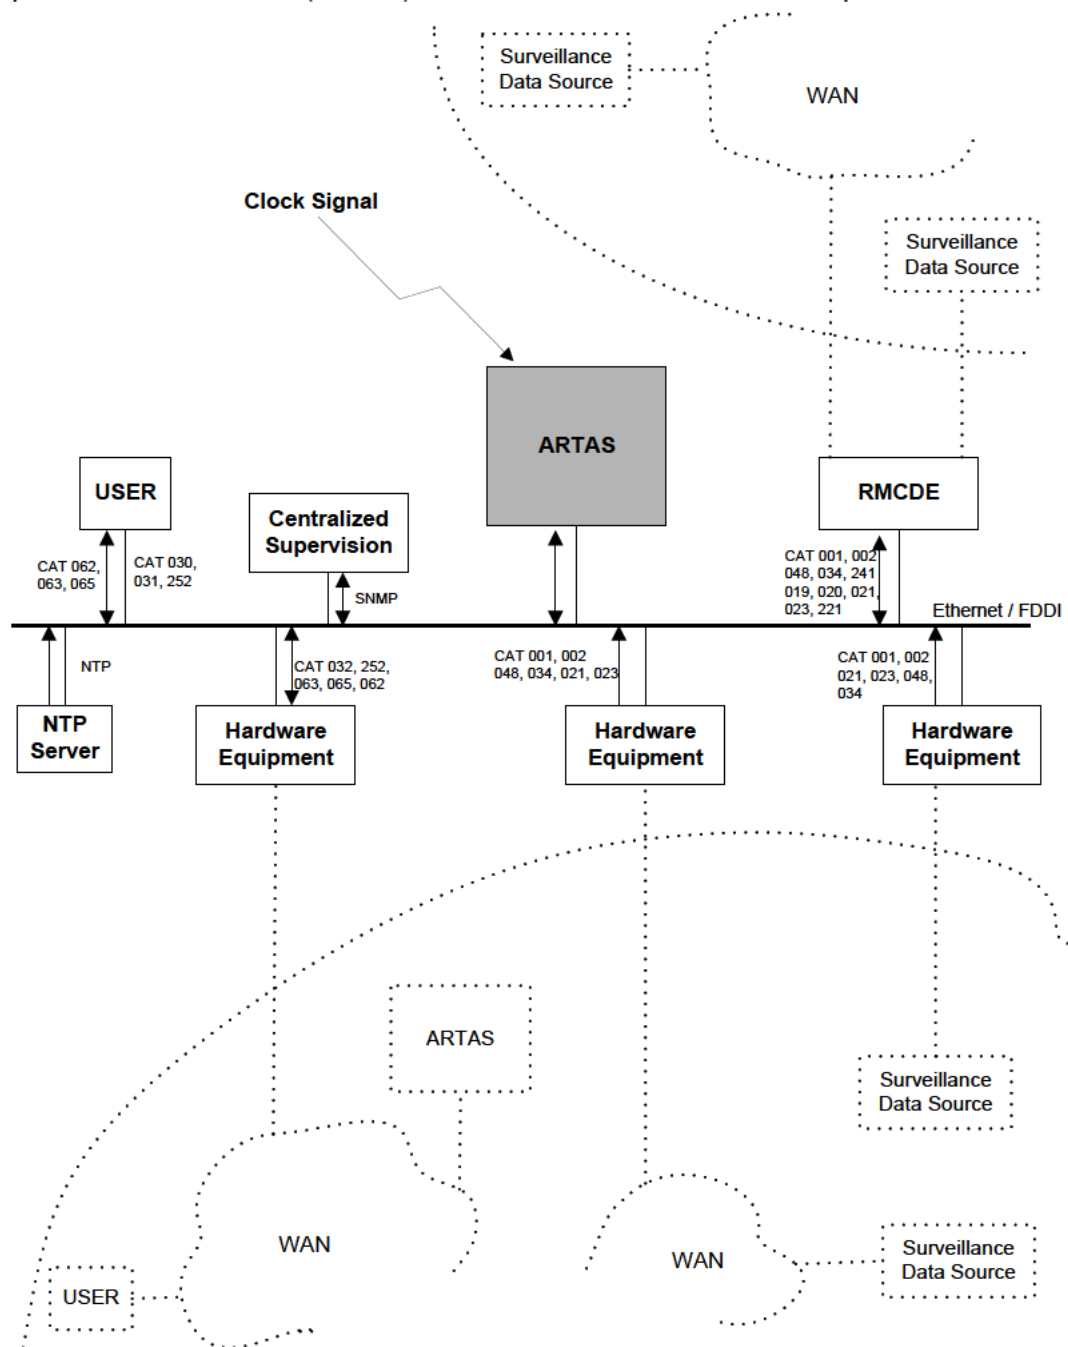 Surveillance
Data Source
WAN
Clock Signal
Surveillance
Data Source
ARTAS
USER
RMCDE
Centralized
Supervision
CAT 062,
063, 065
CAT 030,
031, 252
SNMP
CAT 001, 002
048, 034, 241
019, 020, 021,
023, 221
Ethernet / FDDI
NTP
CAT 032, 252,
063, 065, 062
CAT 001, 002
048, 034, 021, 023
CAT 001, 002
021, 023, 048,
034
NTP
Server
Hardware
Equipment
Hardware
Equipment
Hardware
Equipment
ARTAS
Surveillance
Data Source
WAN
WAN
Surveillance
Data Source
USER